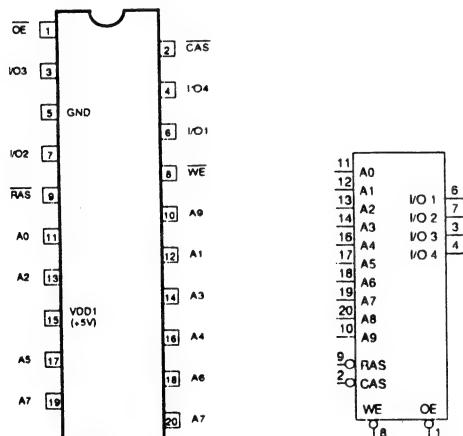 OE 1
2 CAS
I/O3 3
4 I·O4
5 GND
6 I/O1
I/O2 7
8 WE
RAS 9
10 A9
A0 11
12 A1
A2 13
14 A3
15 VDD1
(+5V)
16 A4
A5 17
18 A6
A7 19
20 A7
11 A0
12 A1
13 A2
14 A3
16 A4
17 A5
18 A6
19 A7
20 A8
10 A9
9 RAS
2 CAS
I/O 1 6
I/O 2 7
I/O 3 3
I/O 4 4
WE OE
8 1